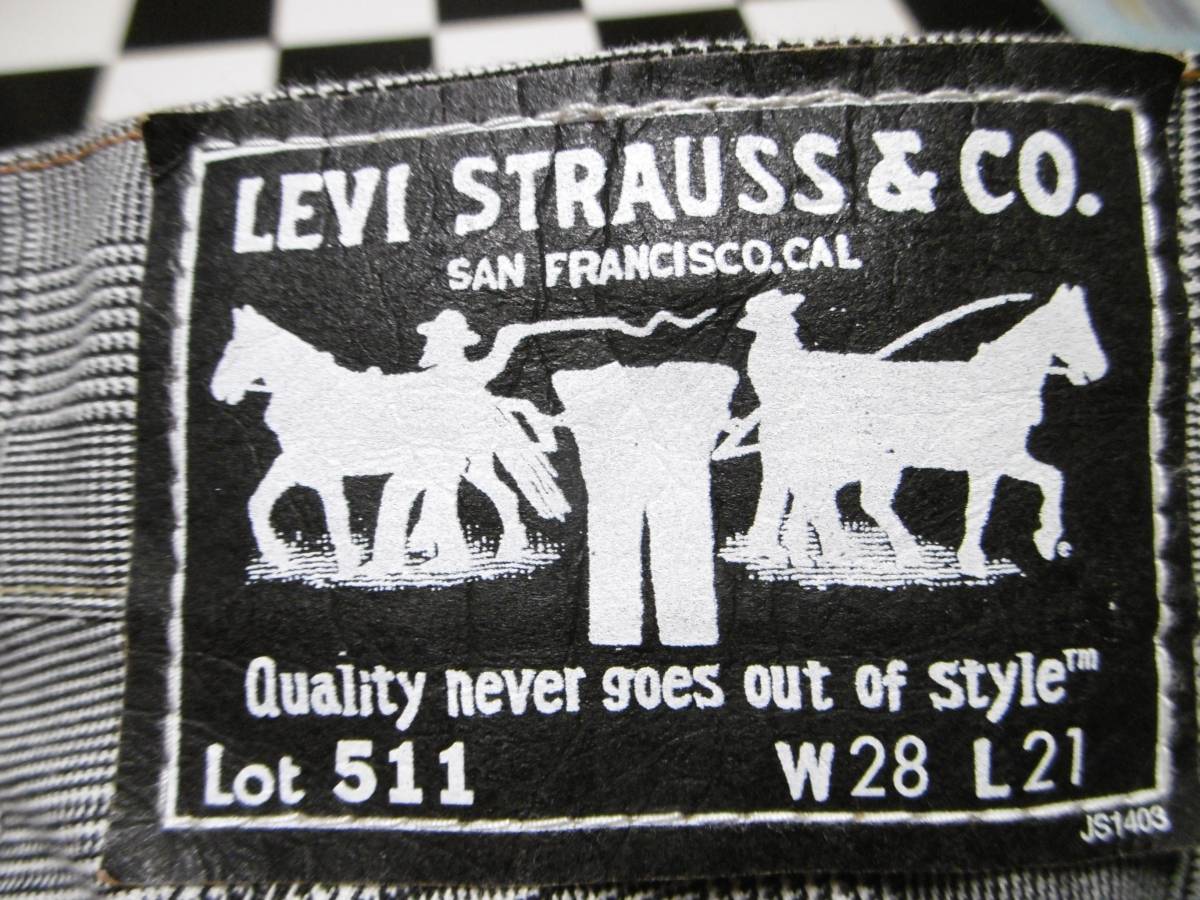 LEVI STRAUSS & CO.
SAN FRANCISCO.CAL
®
Quality never goes out of style™
Lot 511 W 28 L 21
JS1403